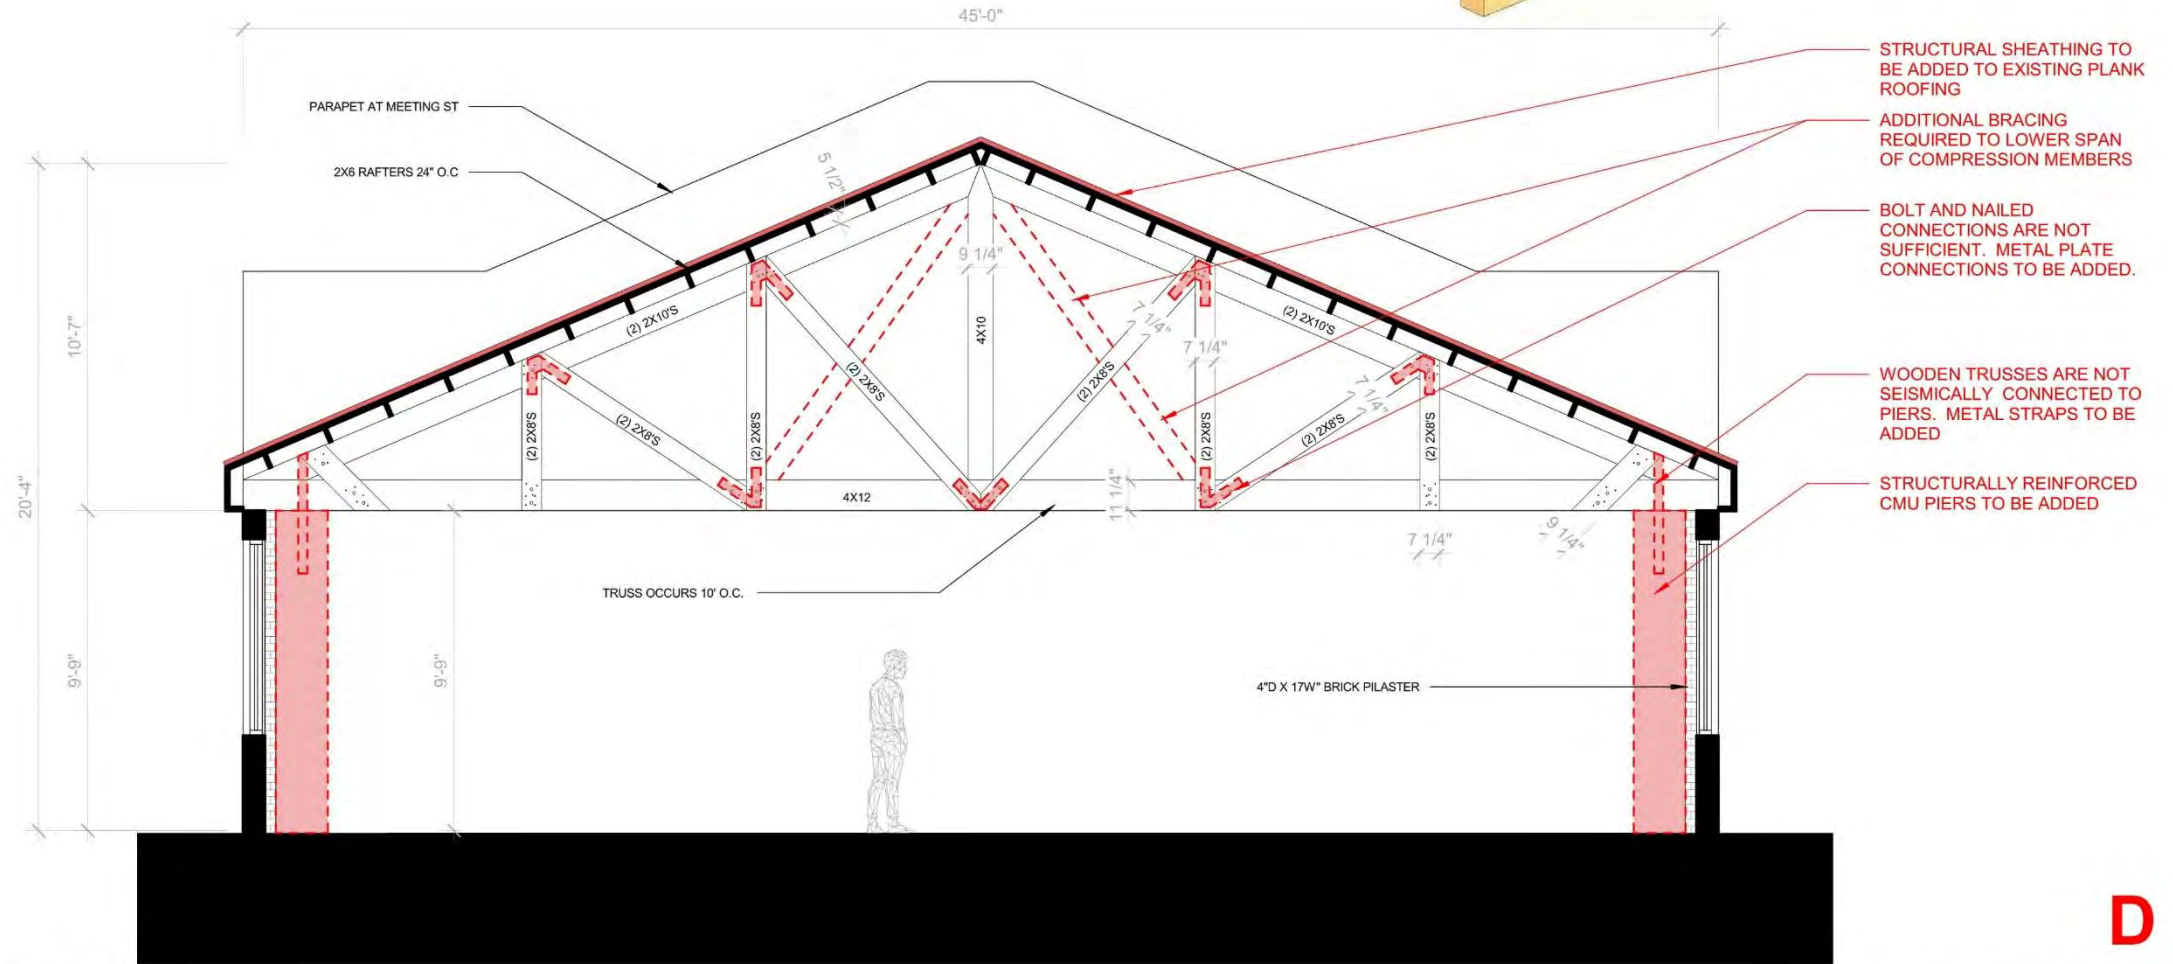 45'-0"
PARAPET AT MEETING ST
2X6 RAFTERS 24" O.C
5 1/2"
9 1/4"
(2) 2X10'S
(2) 2X10'S
4X10
7 1/4"
7 1/4"
7 1/4"
(2) 2X8'S
(2) 2X8'S
(2) 2X8'S
(2) 2X8'S
(2) 2X8'S
(2) 2X8'S
(2) 2X8'S
(2) 2X8'S
4X12
11 1/4"
7 1/4"
9 1/4"
10'-7"
20'-4"
9'-9"
9'-9"
TRUSS OCCURS 10' O.C.
4"D X 17W" BRICK PILASTER
STRUCTURAL SHEATHING TO
BE ADDED TO EXISTING PLANK
ROOFING
ADDITIONAL BRACING
REQUIRED TO LOWER SPAN
OF COMPRESSION MEMBERS
BOLT AND NAILED
CONNECTIONS ARE NOT
SUFFICIENT. METAL PLATE
CONNECTIONS TO BE ADDED.
WOODEN TRUSSES ARE NOT
SEISMICALLY CONNECTED TO
PIERS. METAL STRAPS TO BE
ADDED
STRUCTURALLY REINFORCED
CMU PIERS TO BE ADDED
D